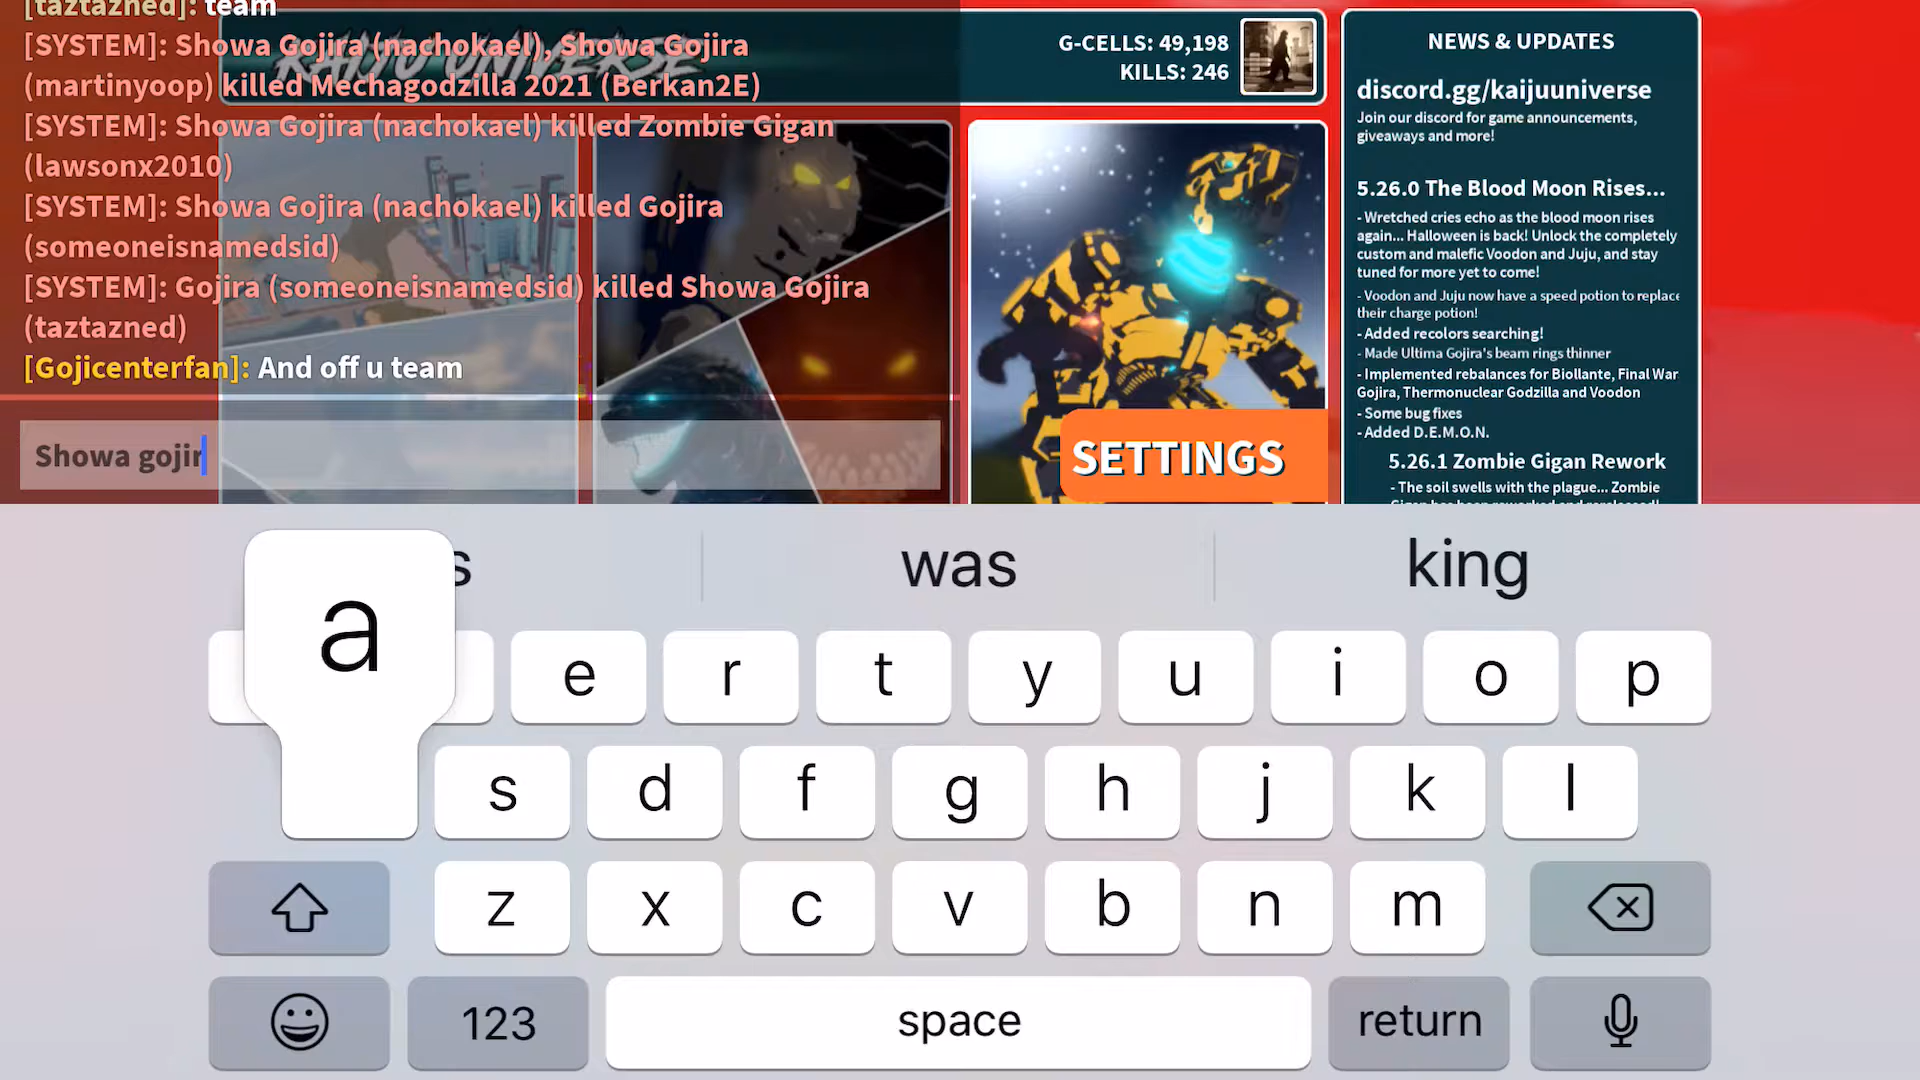 [taztazned]: team
[SYSTEM]: Showa Gojira (nachokael), Showa Gojira
(martinyoop) killed Mechagodzilla 2021 (Berkan2E)
[SYSTEM]: Showa Gojira (nachokael) killed Zombie Gigan
(lawsonx2010)
[SYSTEM]: Showa Gojira (nachokael) killed Gojira
(someoneisnamedsid)
[SYSTEM]: Gojira (someoneisnamedsid) killed Showa Gojira
(taztazned)
[Gojicenterfan]: And off u team
Showa gojir
KAIJU UNIVERSE
G-CELLS: 49,198
KILLS: 246
SETTINGS
NEWS & UPDATES
discord.gg/kaijuuniverse
Join our discord for game announcements,
giveaways and more!
5.26.0 The Blood Moon Rises...
- Wretched cries echo as the blood moon rises
again... Halloween is back! Unlock the completely
custom and malefic Voodon and Juju, and stay
tuned for more yet to come!
- Voodon and Juju now have a speed potion to replace
their charge potion!
- Added recolors searching!
- Made Ultima Gojira's beam rings thinner
- Implemented rebalances for Biollante, Final War
Gojira, Thermonuclear Godzilla and Voodon
- Some bug fixes
- Added D.E.M.O.N.
5.26.1 Zombie Gigan Rework
- The soil swells with the plague... Zombie
s was king
a
e r t y u i o p
s d f g h j k l
z x c v b n m
123 space return